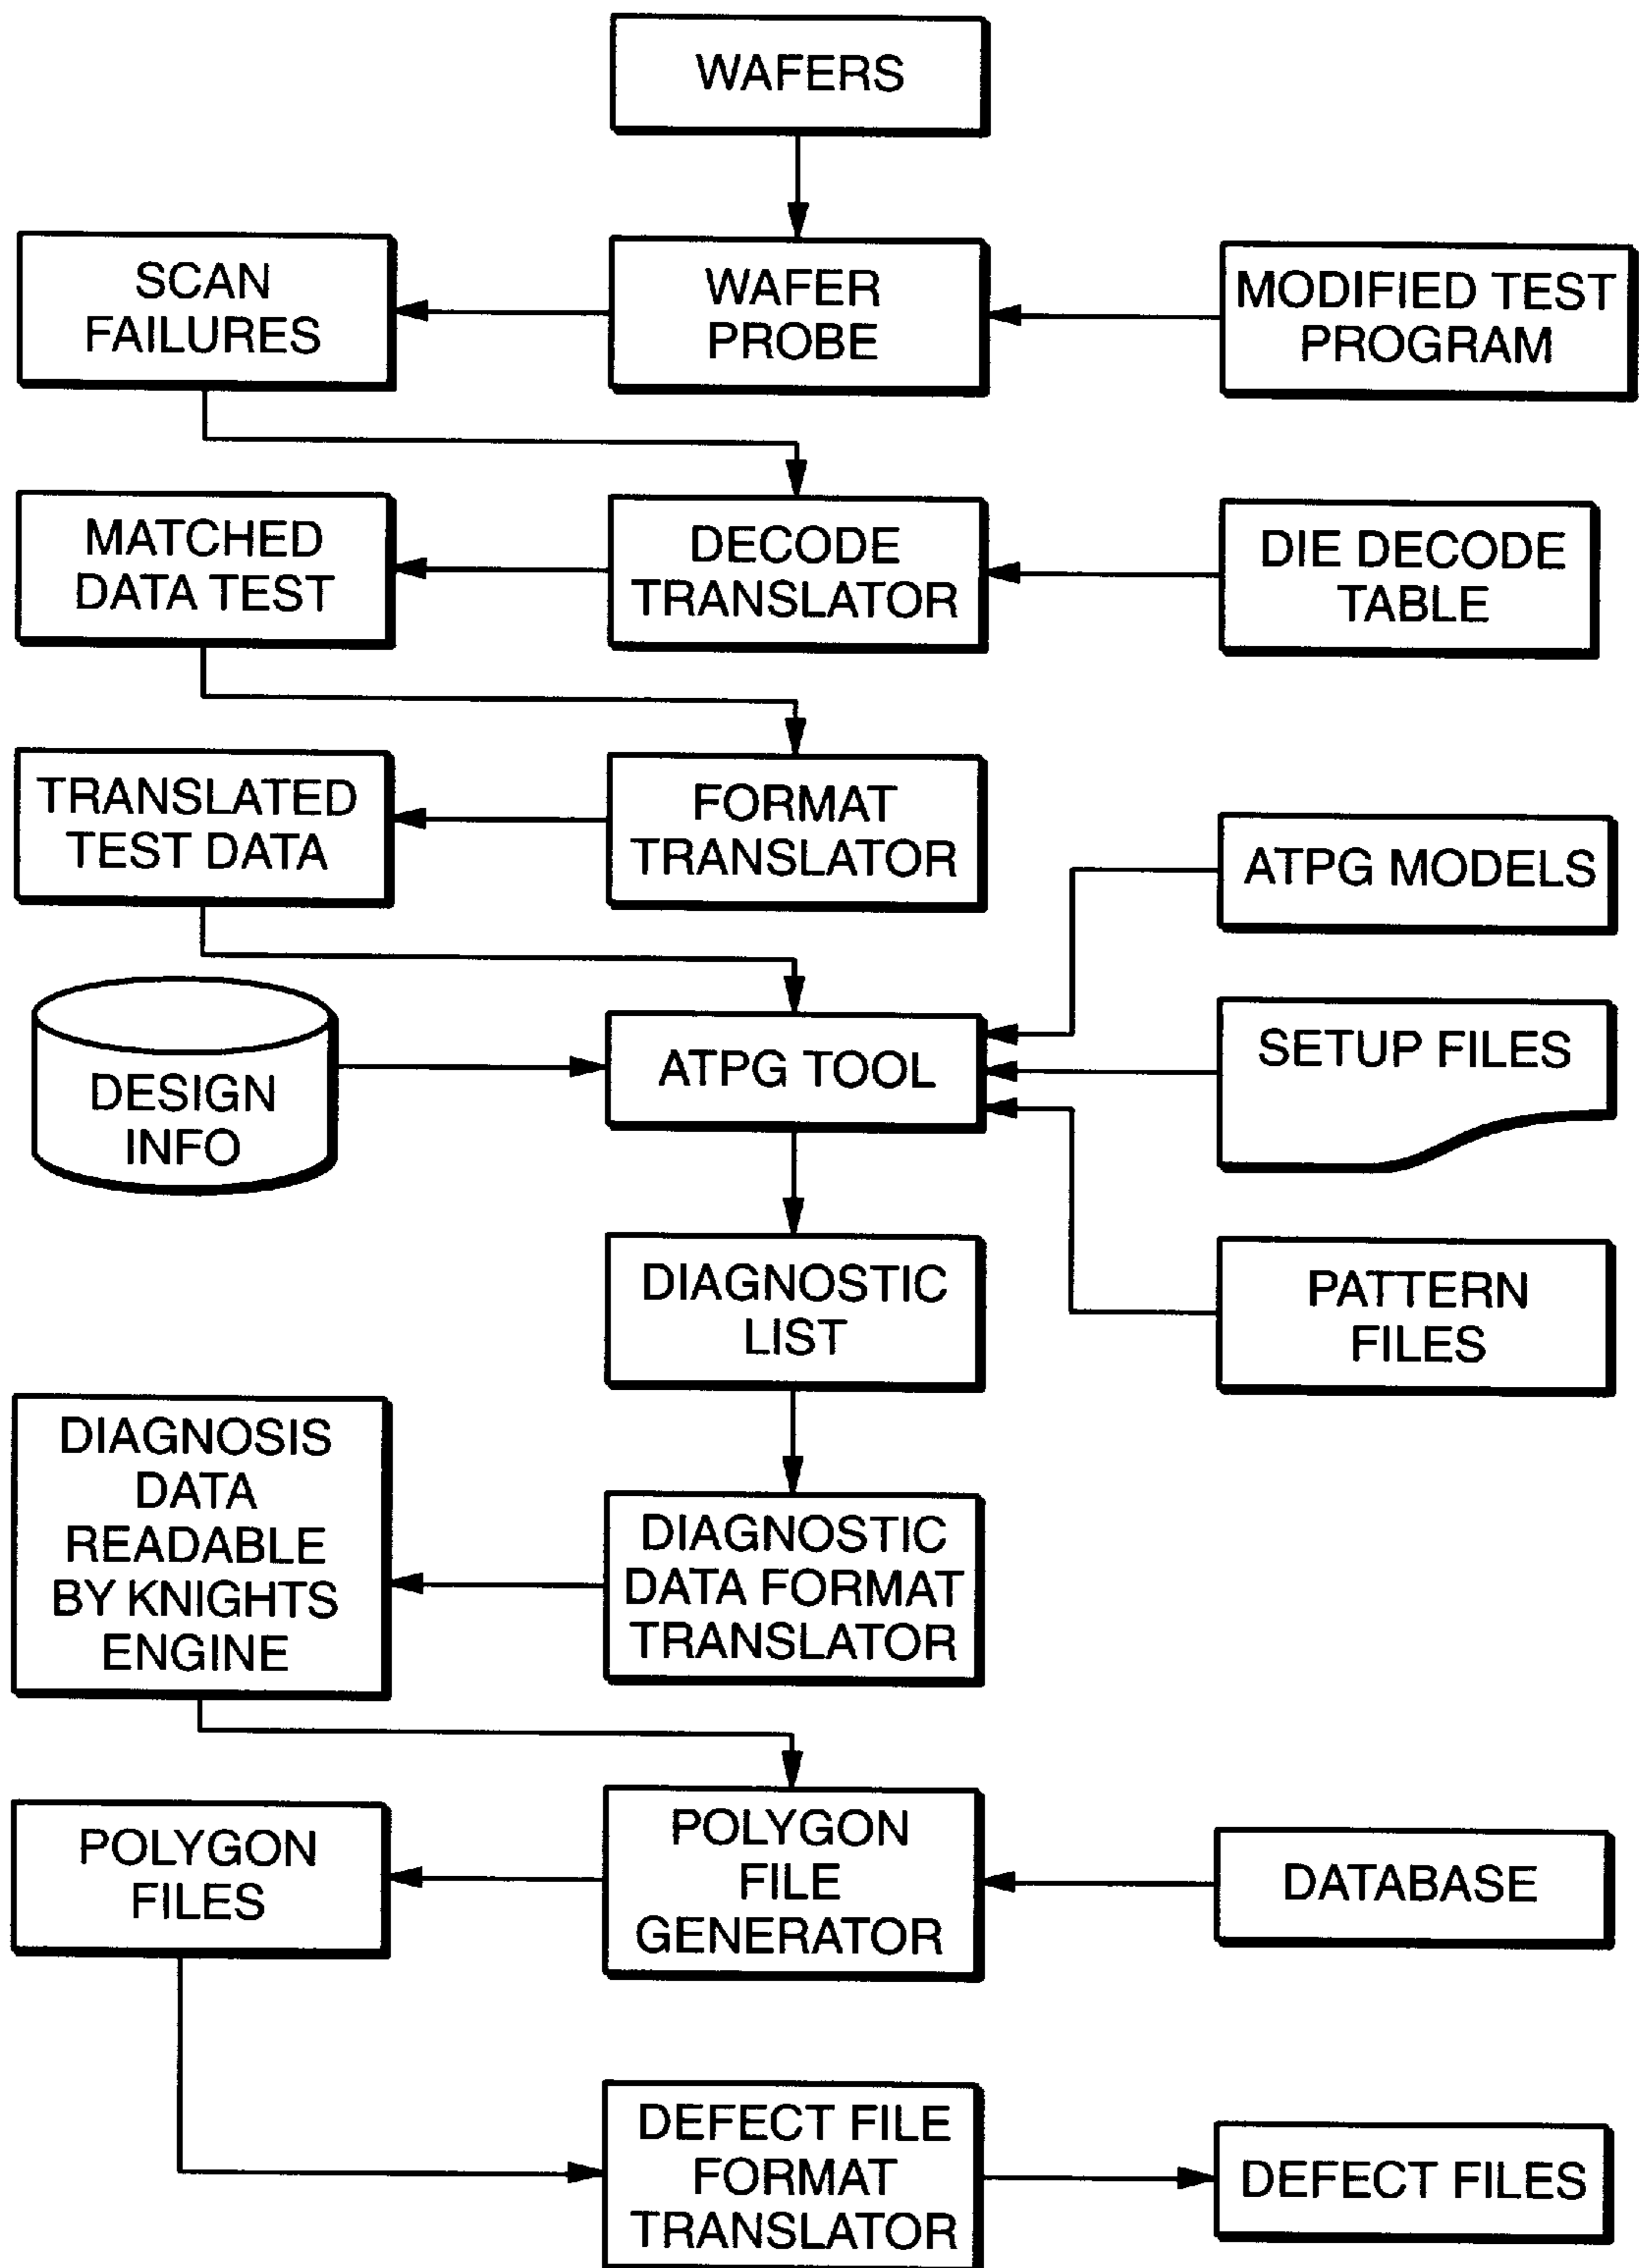 WAFERS
SCAN
FAILURES
WAFER
PROBE
MODIFIED TEST
PROGRAM
MATCHED
DATA TEST
DECODE
TRANSLATOR
DIE DECODE
TABLE
TRANSLATED
TEST DATA
FORMAT
TRANSLATOR
ATPG MODELS
DESIGN
INFO
ATPG TOOL
SETUP FILES
DIAGNOSTIC
LIST
PATTERN
FILES
DIAGNOSIS
DATA
READABLE
BY KNIGHTS
ENGINE
DIAGNOSTIC
DATA FORMAT
TRANSLATOR
POLYGON
FILES
POLYGON
FILE
GENERATOR
DATABASE
DEFECT FILE
FORMAT
TRANSLATOR
DEFECT FILES